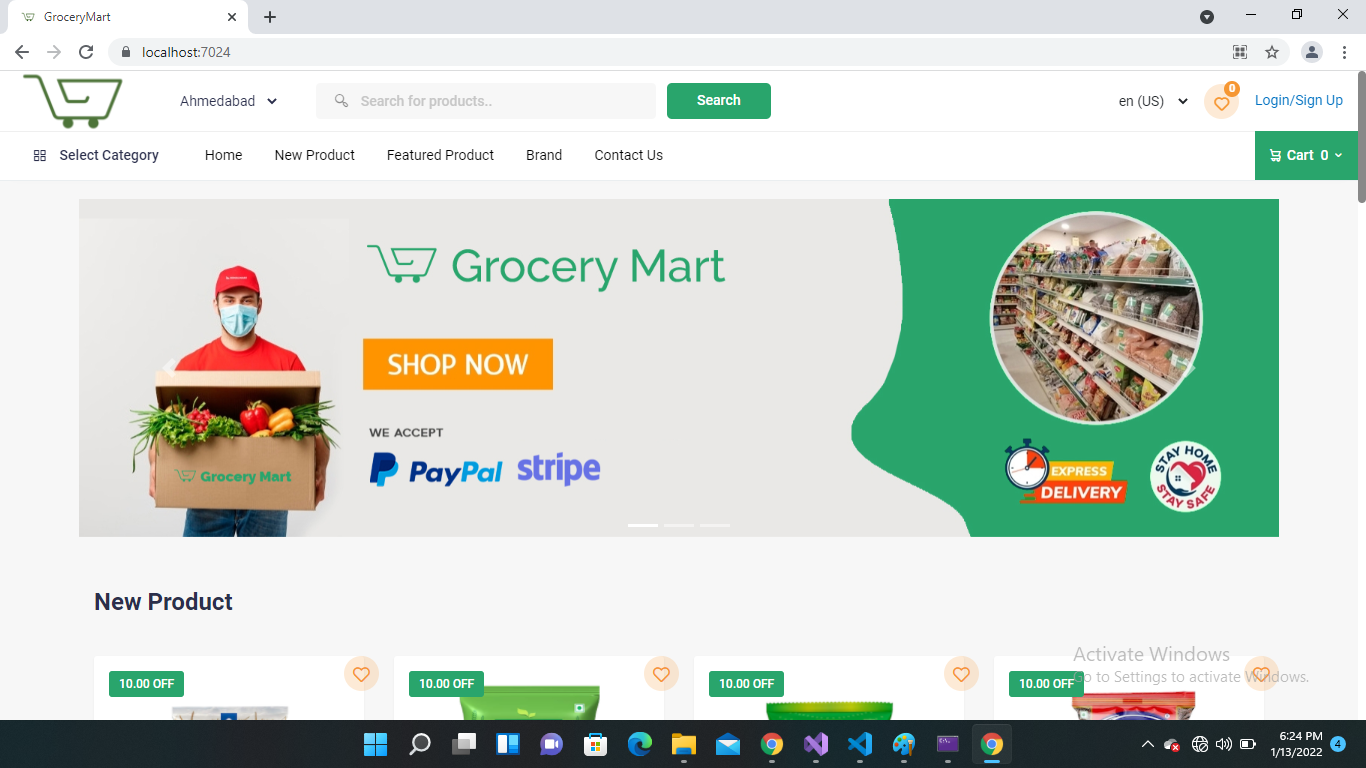 GroceryMart
localhost:7024
Ahmedabad
Search for products..
Search
en (US)
0
Login/Sign Up
Select Category
Home
New Product
Featured Product
Brand
Contact Us
Cart 0
Grocery Mart
SHOP NOW
WE ACCEPT
PayPal stripe
Grocery Mart
EXPRESS
DELIVERY
STAY HOME
STAY SAFE
New Product
10.00 OFF
10.00 OFF
10.00 OFF
10.00 OFF
Activate Windows
Go to Settings to activate Windows.
6:24 PM
1/13/2022
4